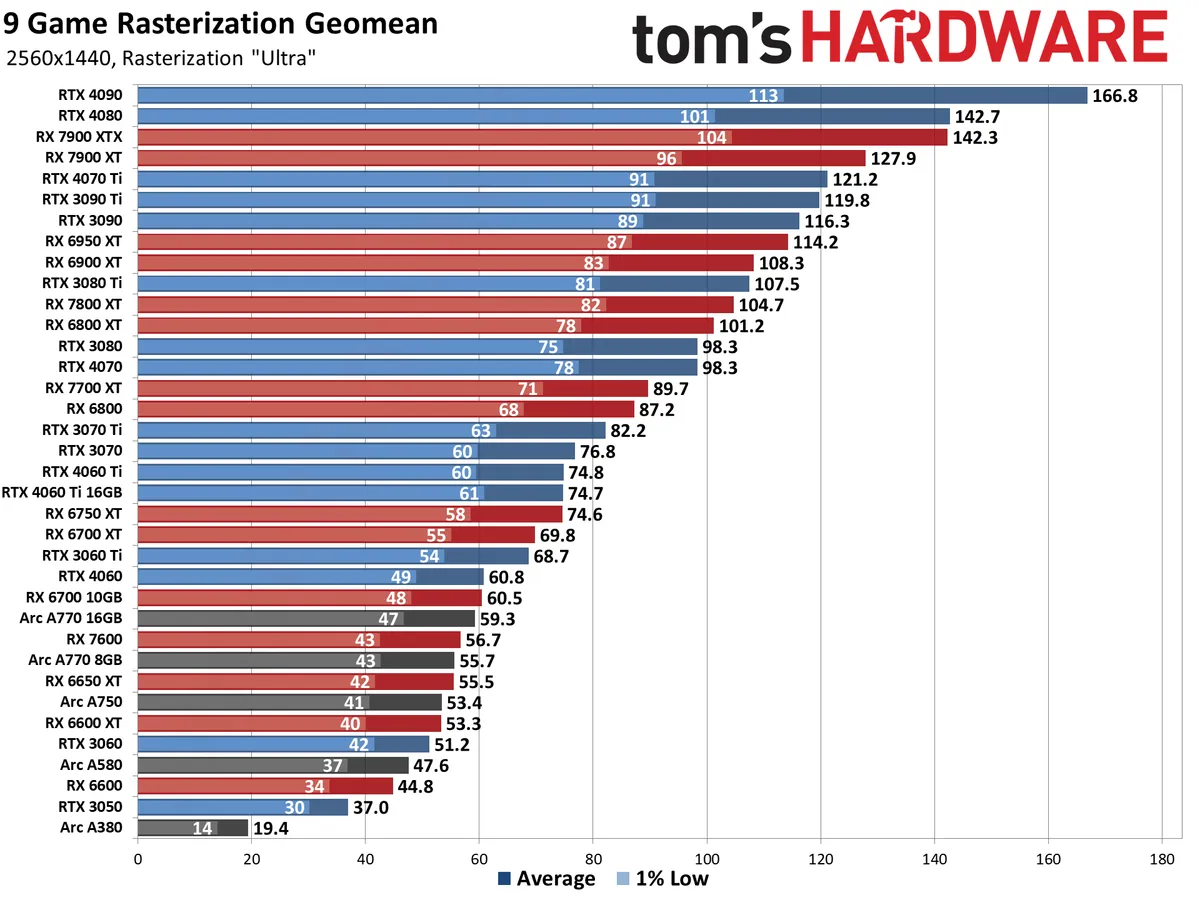 9 Game Rasterization Geomean
2560x1440, Rasterization "Ultra"
tom's HARDWARE
RTX 4090 113 166.8
RTX 4080 101 142.7
RX 7900 XTX 104 142.3
RX 7900 XT 96 127.9
RTX 4070 Ti 91 121.2
RTX 3090 Ti 91 119.8
RTX 3090 89 116.3
RX 6950 XT 87 114.2
RX 6900 XT 83 108.3
RTX 3080 Ti 81 107.5
RX 7800 XT 82 104.7
RX 6800 XT 78 101.2
RTX 3080 75 98.3
RTX 4070 78 98.3
RX 7700 XT 71 89.7
RX 6800 68 87.2
RTX 3070 Ti 63 82.2
RTX 3070 60 76.8
RTX 4060 Ti 60 74.8
RTX 4060 Ti 16GB 61 74.7
RX 6750 XT 58 74.6
RX 6700 XT 55 69.8
RTX 3060 Ti 54 68.7
RTX 4060 49 60.8
RX 6700 10GB 48 60.5
Arc A770 16GB 47 59.3
RX 7600 43 56.7
Arc A770 8GB 43 55.7
RX 6650 XT 42 55.5
Arc A750 41 53.4
RX 6600 XT 40 53.3
RTX 3060 42 51.2
Arc A580 37 47.6
RX 6600 34 44.8
RTX 3050 30 37.0
Arc A380 14 19.4
0 20 40 60 80 100 120 140 160 180
Average 1% Low